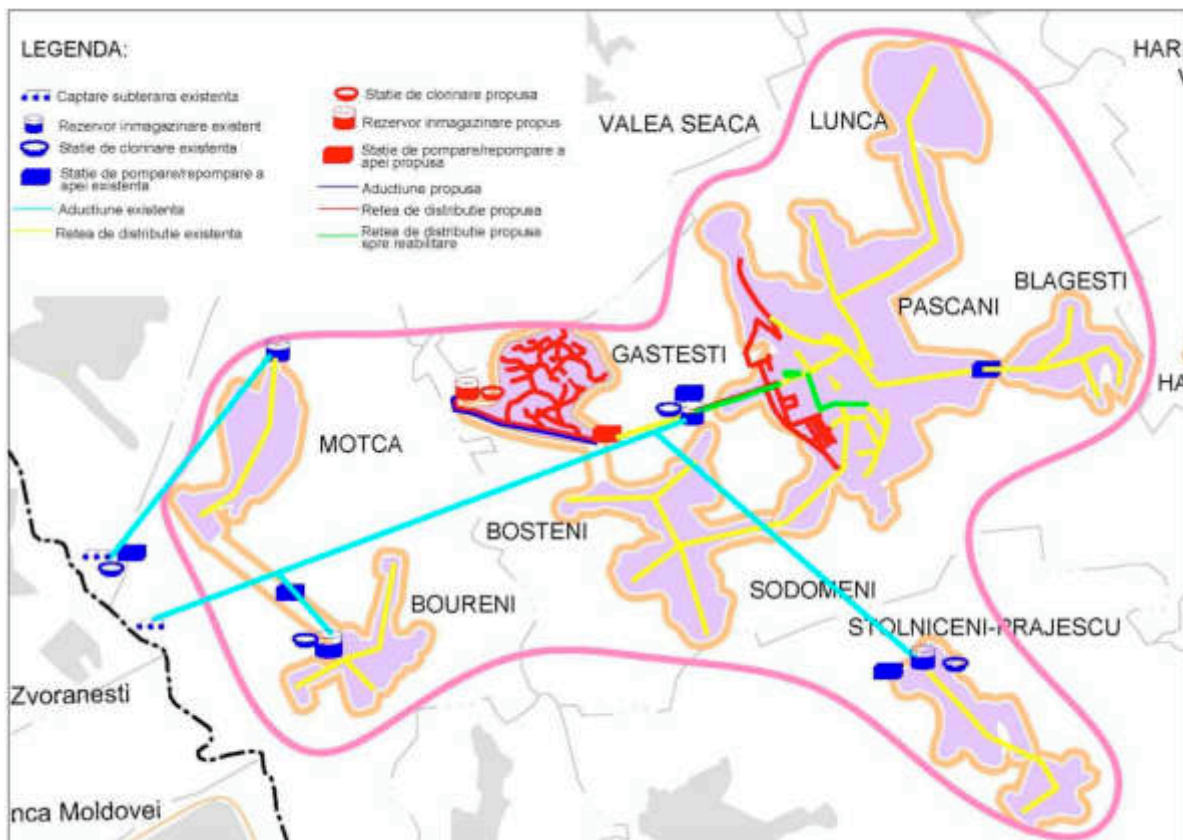 LEGENDA:
Captare subterana existenta
Rezervor inmagazinare existent
Statie de clorinare existenta
Statie de pompare/repompare a
apei existenta
Aductiune existenta
Retea de distributie existenta
Statie de clorinare propusa
Rezervor inmagazinare propus
Statie de pompare/repompare a
apei propusa
Aductiune propusa
Retea de distributie propusa
Retea de distributie propusa
spre reabilitare
HAR
V
VALEA SEACA
LUNCA
BLAGESTI
PASCANI
GASTESTI
HA
MOTCA
BOSTENI
SODOMENI
BOURENI
STOLNICENI-PRAJESCU
Zvoranesti
nca Moldovei